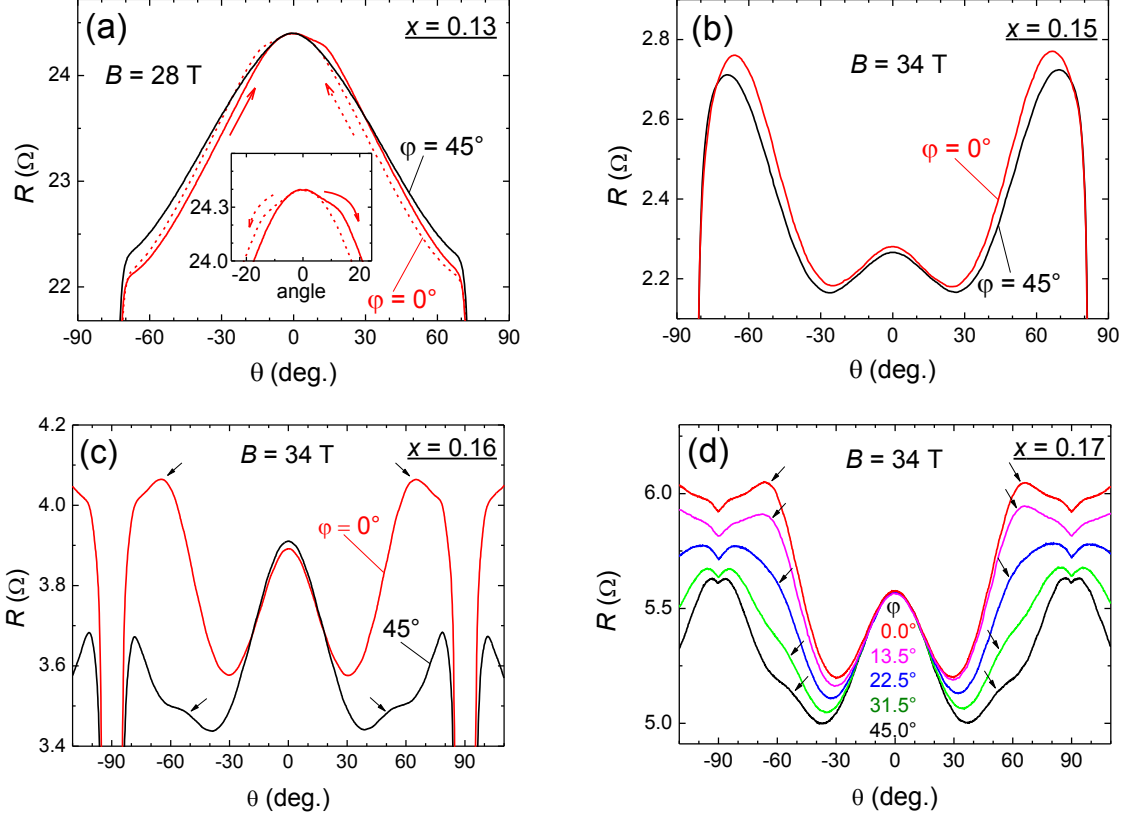 (a)
x = 0.13
B = 28 T
φ = 45°
φ = 0°
R (Ω)
24
23
22
24.3
24.0
-20 0 20
angle
-90 -60 -30 0 30 60 90
θ (deg.)
(b)
x = 0.15
B = 34 T
φ = 0°
φ = 45°
R (Ω)
2.8
2.6
2.4
2.2
-90 -60 -30 0 30 60 90
θ (deg.)
(c)
x = 0.16
B = 34 T
φ = 0°
45°
R (Ω)
4.2
4.0
3.8
3.6
3.4
-90 -60 -30 0 30 60 90
θ (deg.)
(d)
x = 0.17
B = 34 T
φ
0.0°
13.5°
22.5°
31.5°
45.0°
R (Ω)
6.0
5.5
5.0
-90 -60 -30 0 30 60 90
θ (deg.)